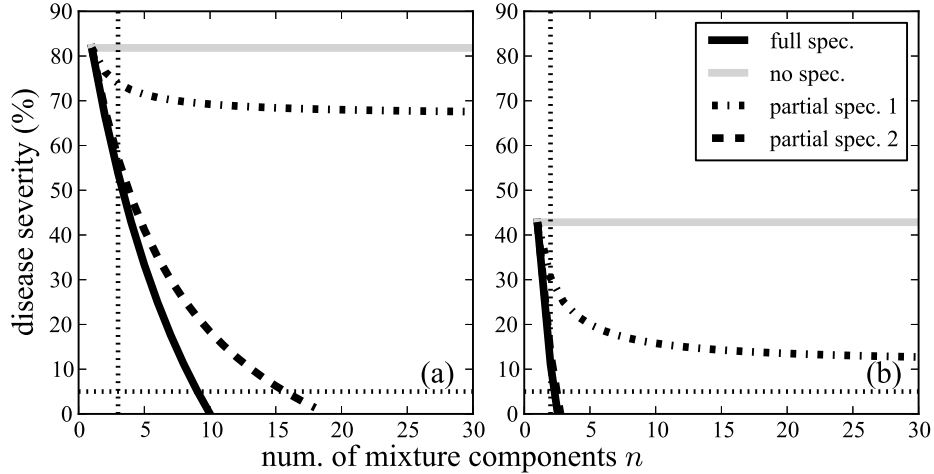 90
80
70
60
50
40
30
20
10
0
disease severity (%)
0 5 10 15 20 25 30
(a)
90
80
70
60
50
40
30
20
10
0
0 5 10 15 20 25 30
(b)
full spec.
no spec.
partial spec. 1
partial spec. 2
num. of mixture components n